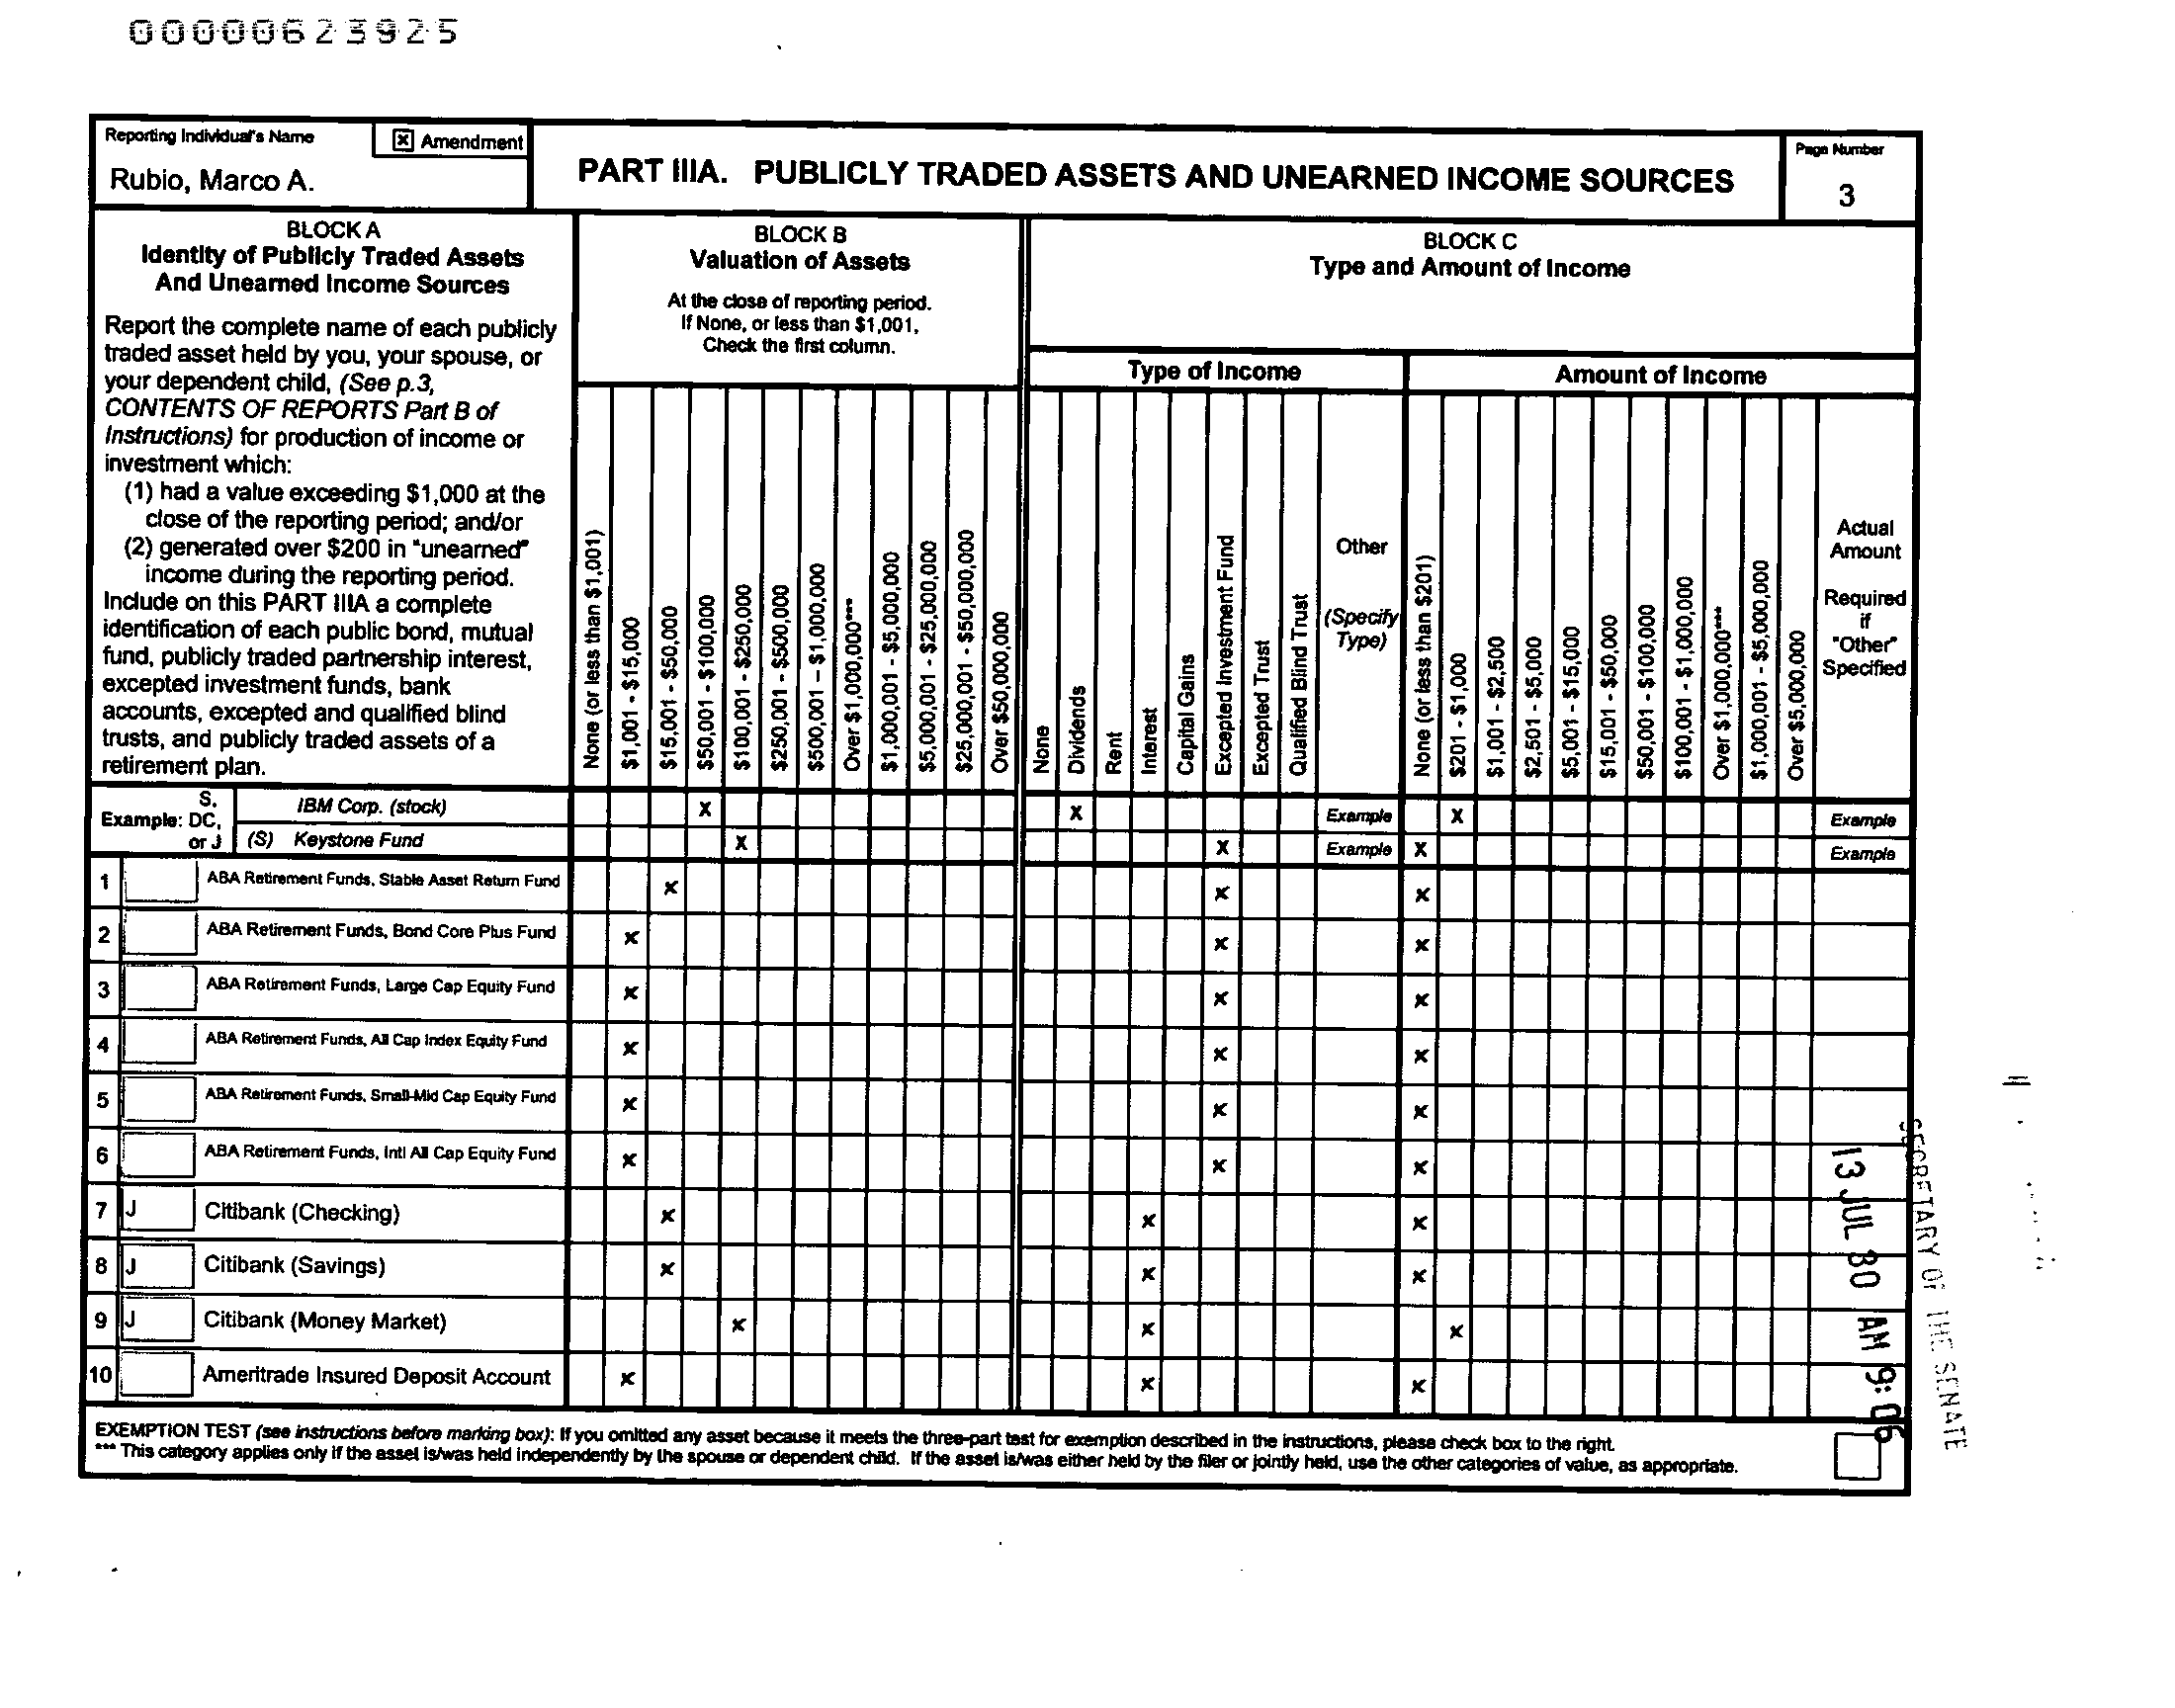 00000623925
Reporting Individual's Name
☒ Amendment
Rubio, Marco A.
PART IIIA. PUBLICLY TRADED ASSETS AND UNEARNED INCOME SOURCES
Page Number
3
BLOCK A
Identity of Publicly Traded Assets
And Unearned Income Sources
Report the complete name of each publicly
traded asset held by you, your spouse, or
your dependent child, (See p.3,
CONTENTS OF REPORTS Part B of
Instructions) for production of income or
investment which:
(1) had a value exceeding $1,000 at the
close of the reporting period; and/or
(2) generated over $200 in "unearned"
income during the reporting period.
Include on this PART IIIA a complete
identification of each public bond, mutual
fund, publicly traded partnership interest,
excepted investment funds, bank
accounts, excepted and qualified blind
trusts, and publicly traded assets of a
retirement plan.
BLOCK B
Valuation of Assets
At the close of reporting period.
If None, or less than $1,001,
Check the first column.
None (or less than $1,001)
$1,001 - $15,000
$15,001 - $50,000
$50,001 - $100,000
$100,001 - $250,000
$250,001 - $500,000
$500,001 – $1,000,000
Over $1,000,000***
$1,000,001 - $5,000,000
$5,000,001 - $25,000,000
$25,000,001 - $50,000,000
Over $50,000,000
BLOCK C
Type and Amount of Income
Type of Income
None
Dividends
Rent
Interest
Capital Gains
Excepted Investment Fund
Excepted Trust
Qualified Blind Trust
Other
(Specify
Type)
Amount of Income
None (or less than $201)
$201 - $1,000
$1,001 - $2,500
$2,501 - $5,000
$5,001 - $15,000
$15,001 - $50,000
$50,001 - $100,000
$100,001 - $1,000,000
Over $1,000,000***
$1,000,001 - $5,000,000
Over $5,000,000
Actual
Amount
Required
if
"Other"
Specified
S,
Example: DC,
or J
IBM Corp. (stock) X X Example X Example
(S) Keystone Fund X X Example X Example
1 ABA Retirement Funds, Stable Asset Return Fund x x x
2 ABA Retirement Funds, Bond Core Plus Fund x x x
3 ABA Retirement Funds, Large Cap Equity Fund x x x
4 ABA Retirement Funds, All Cap Index Equity Fund x x x
5 ABA Retirement Funds, Small-Mid Cap Equity Fund x x x
6 ABA Retirement Funds, Intl All Cap Equity Fund x x x
7 J Citibank (Checking) x x x
8 J Citibank (Savings) x x x
9 J Citibank (Money Market) x x x
10 Ameritrade Insured Deposit Account x x x
EXEMPTION TEST (see instructions before marking box): If you omitted any asset because it meets the three-part test for exemption described in the instructions, please check box to the right.
*** This category applies only if the asset is/was held independently by the spouse or dependent child. If the asset is/was either held by the filer or jointly held, use the other categories of value, as appropriate.
SECRETARY OF THE SENATE
13 JUL 30 AM 9:06